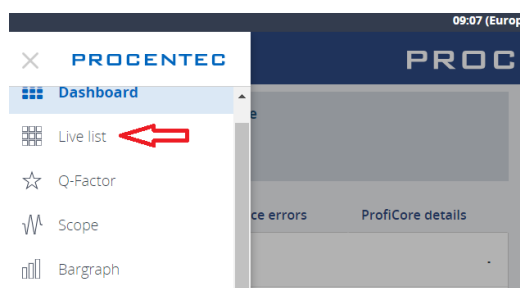 09:07 (Europ
PROCENTEC
PROC
Dashboard
e
Live list
Q-Factor
ce errors
ProfiCore details
Scope
Bargraph